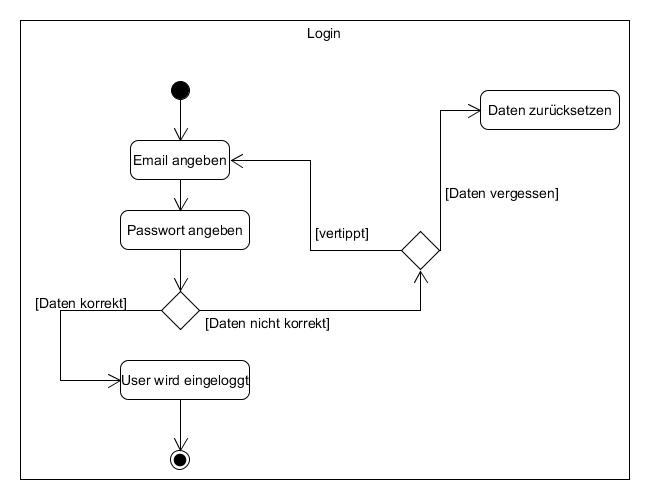 Login
Daten zurücksetzen
Email angeben
[Daten vergessen]
Passwort angeben
[vertippt]
[Daten korrekt]
[Daten nicht korrekt]
User wird eingeloggt